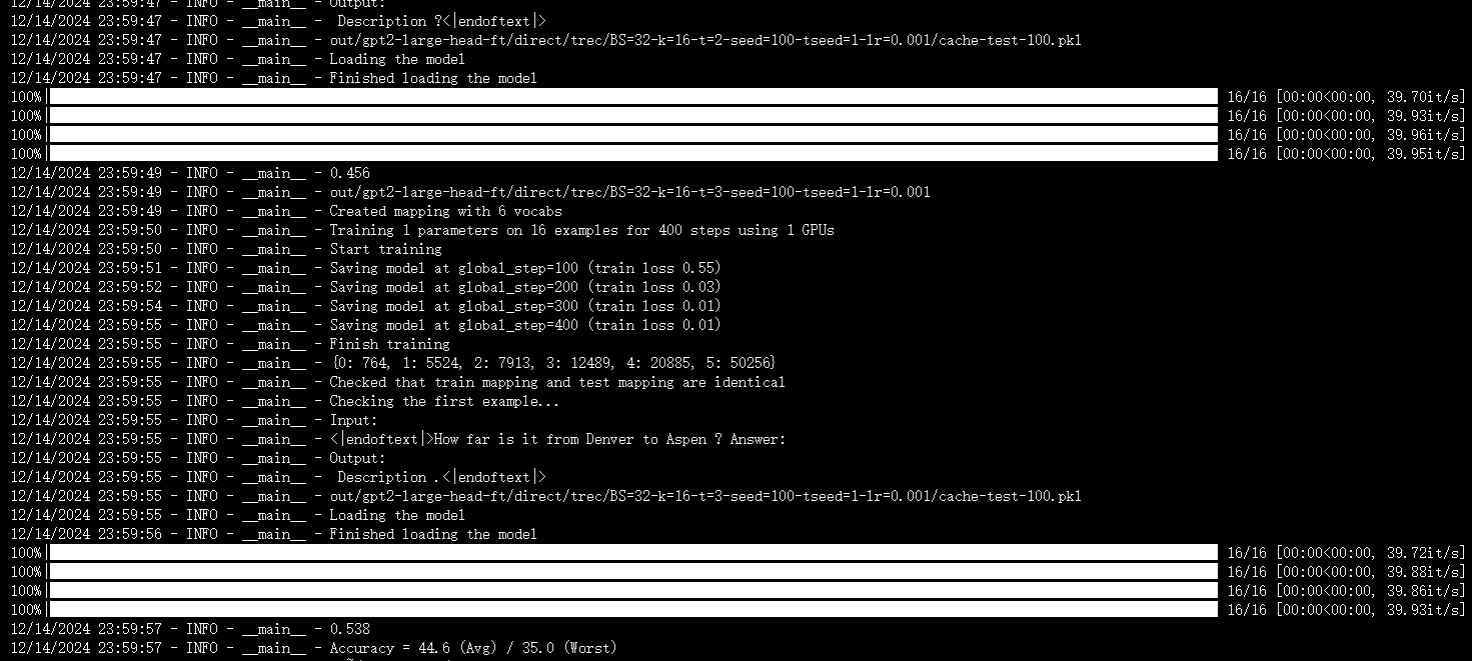 12/14/2024 23:59:47 - INFO - __main__ - Output:
12/14/2024 23:59:47 - INFO - __main__ -  Description ?<|endoftext|>
12/14/2024 23:59:47 - INFO - __main__ - out/gpt2-large-head-ft/direct/trec/BS=32-k=16-t=2-seed=100-tseed=1-lr=0.001/cache-test-100.pkl
12/14/2024 23:59:47 - INFO - __main__ - Loading the model
12/14/2024 23:59:47 - INFO - __main__ - Finished loading the model
100%| 16/16 [00:00<00:00, 39.70it/s]
100%| 16/16 [00:00<00:00, 39.93it/s]
100%| 16/16 [00:00<00:00, 39.96it/s]
100%| 16/16 [00:00<00:00, 39.95it/s]
12/14/2024 23:59:49 - INFO - __main__ - 0.456
12/14/2024 23:59:49 - INFO - __main__ - out/gpt2-large-head-ft/direct/trec/BS=32-k=16-t=3-seed=100-tseed=1-lr=0.001
12/14/2024 23:59:49 - INFO - __main__ - Created mapping with 6 vocabs
12/14/2024 23:59:50 - INFO - __main__ - Training 1 parameters on 16 examples for 400 steps using 1 GPUs
12/14/2024 23:59:50 - INFO - __main__ - Start training
12/14/2024 23:59:51 - INFO - __main__ - Saving model at global_step=100 (train loss 0.55)
12/14/2024 23:59:52 - INFO - __main__ - Saving model at global_step=200 (train loss 0.03)
12/14/2024 23:59:54 - INFO - __main__ - Saving model at global_step=300 (train loss 0.01)
12/14/2024 23:59:55 - INFO - __main__ - Saving model at global_step=400 (train loss 0.01)
12/14/2024 23:59:55 - INFO - __main__ - Finish training
12/14/2024 23:59:55 - INFO - __main__ - {0: 764, 1: 5524, 2: 7913, 3: 12489, 4: 20885, 5: 50256}
12/14/2024 23:59:55 - INFO - __main__ - Checked that train mapping and test mapping are identical
12/14/2024 23:59:55 - INFO - __main__ - Checking the first example...
12/14/2024 23:59:55 - INFO - __main__ - Input:
12/14/2024 23:59:55 - INFO - __main__ - <|endoftext|>How far is it from Denver to Aspen ? Answer:
12/14/2024 23:59:55 - INFO - __main__ - Output:
12/14/2024 23:59:55 - INFO - __main__ -  Description .<|endoftext|>
12/14/2024 23:59:55 - INFO - __main__ - out/gpt2-large-head-ft/direct/trec/BS=32-k=16-t=3-seed=100-tseed=1-lr=0.001/cache-test-100.pkl
12/14/2024 23:59:55 - INFO - __main__ - Loading the model
12/14/2024 23:59:56 - INFO - __main__ - Finished loading the model
100%| 16/16 [00:00<00:00, 39.72it/s]
100%| 16/16 [00:00<00:00, 39.88it/s]
100%| 16/16 [00:00<00:00, 39.86it/s]
100%| 16/16 [00:00<00:00, 39.93it/s]
12/14/2024 23:59:57 - INFO - __main__ - 0.538
12/14/2024 23:59:57 - INFO - __main__ - Accuracy = 44.6 (Avg) / 35.0 (Worst)